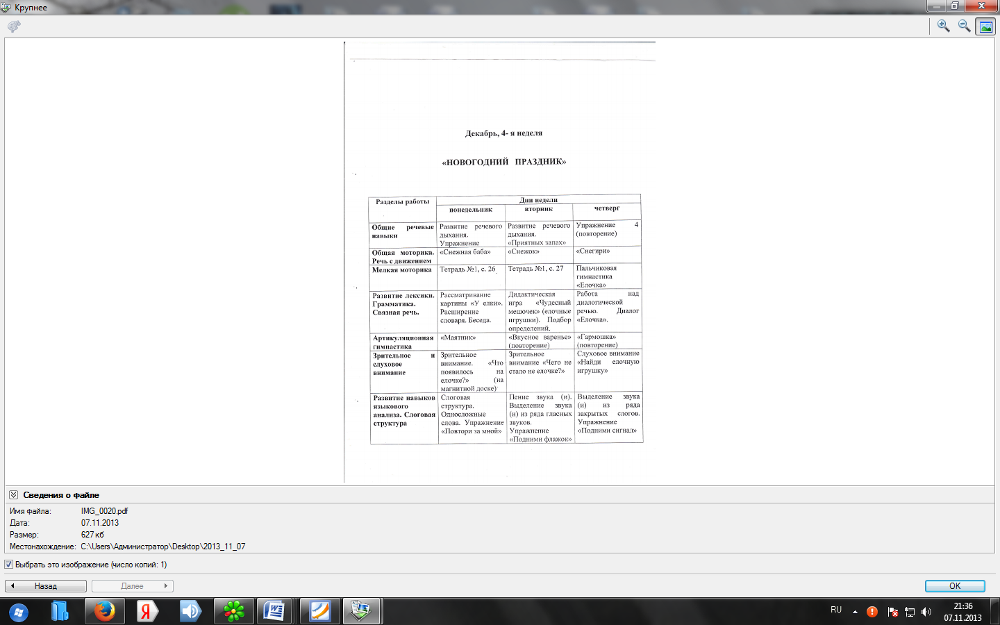 Крупнее
Декабрь, 4- я неделя
«НОВОГОДНИЙ ПРАЗДНИК»
Разделы работы
Дни недели
понедельник
вторник
четверг
Общие речевые
навыки
Развитие речевого
дыхания.
Упражнение
Развитие речевого
дыхания.
«Приятных запах»
Упражнение 4
(повторение)
Общая моторика.
Речь с движением
«Снежная баба»
«Снежок»
«Снегири»
Мелкая моторика
Тетрадь №1, с. 26
Тетрадь №1, с. 27
Пальчиковая
гимнастика
«Елочка»
Развитие лексики.
Грамматика.
Связная речь.
Рассматривание
картины «У елки».
Расширение
словаря. Беседа.
Дидактическая
игра «Чудесный
мешочек» (елочные
игрушки). Подбор
определений.
Работа над
диалогической
речью. Диалог
«Елочка».
Артикуляционная
гимнастика
«Маятник»
«Вкусное варенье»
(повторение)
«Гармошка»
(повторение)
Зрительное и
слуховое
внимание
Зрительное
внимание. «Что
появилось на
елочке?» (на
магнитной доске)
Зрительное
внимание «Чего не
стало не елочке?»
Слуховое внимание
«Найди елочную
игрушку»
Развитие навыков
языкового
анализа. Слоговая
структура
Слоговая
структура.
Односложные
слова. Упражнение
«Повтори за мной»
Пение звука (и).
Выделение звука
(и) из ряда гласных
звуков.
Упражнение
«Подними флажок»
Выделение звука
(и) из ряда
закрытых слогов.
Упражнение
«Подними сигнал»
Сведения о файле
Имя файла: IMG_0020.pdf
Дата: 07.11.2013
Размер: 627 кб
Местонахождение: C:\Users\Администратор\Desktop\2013_11_07
Выбрать это изображение (число копий: 1)
Назад
Далее
OK
RU
21:36
07.11.2013